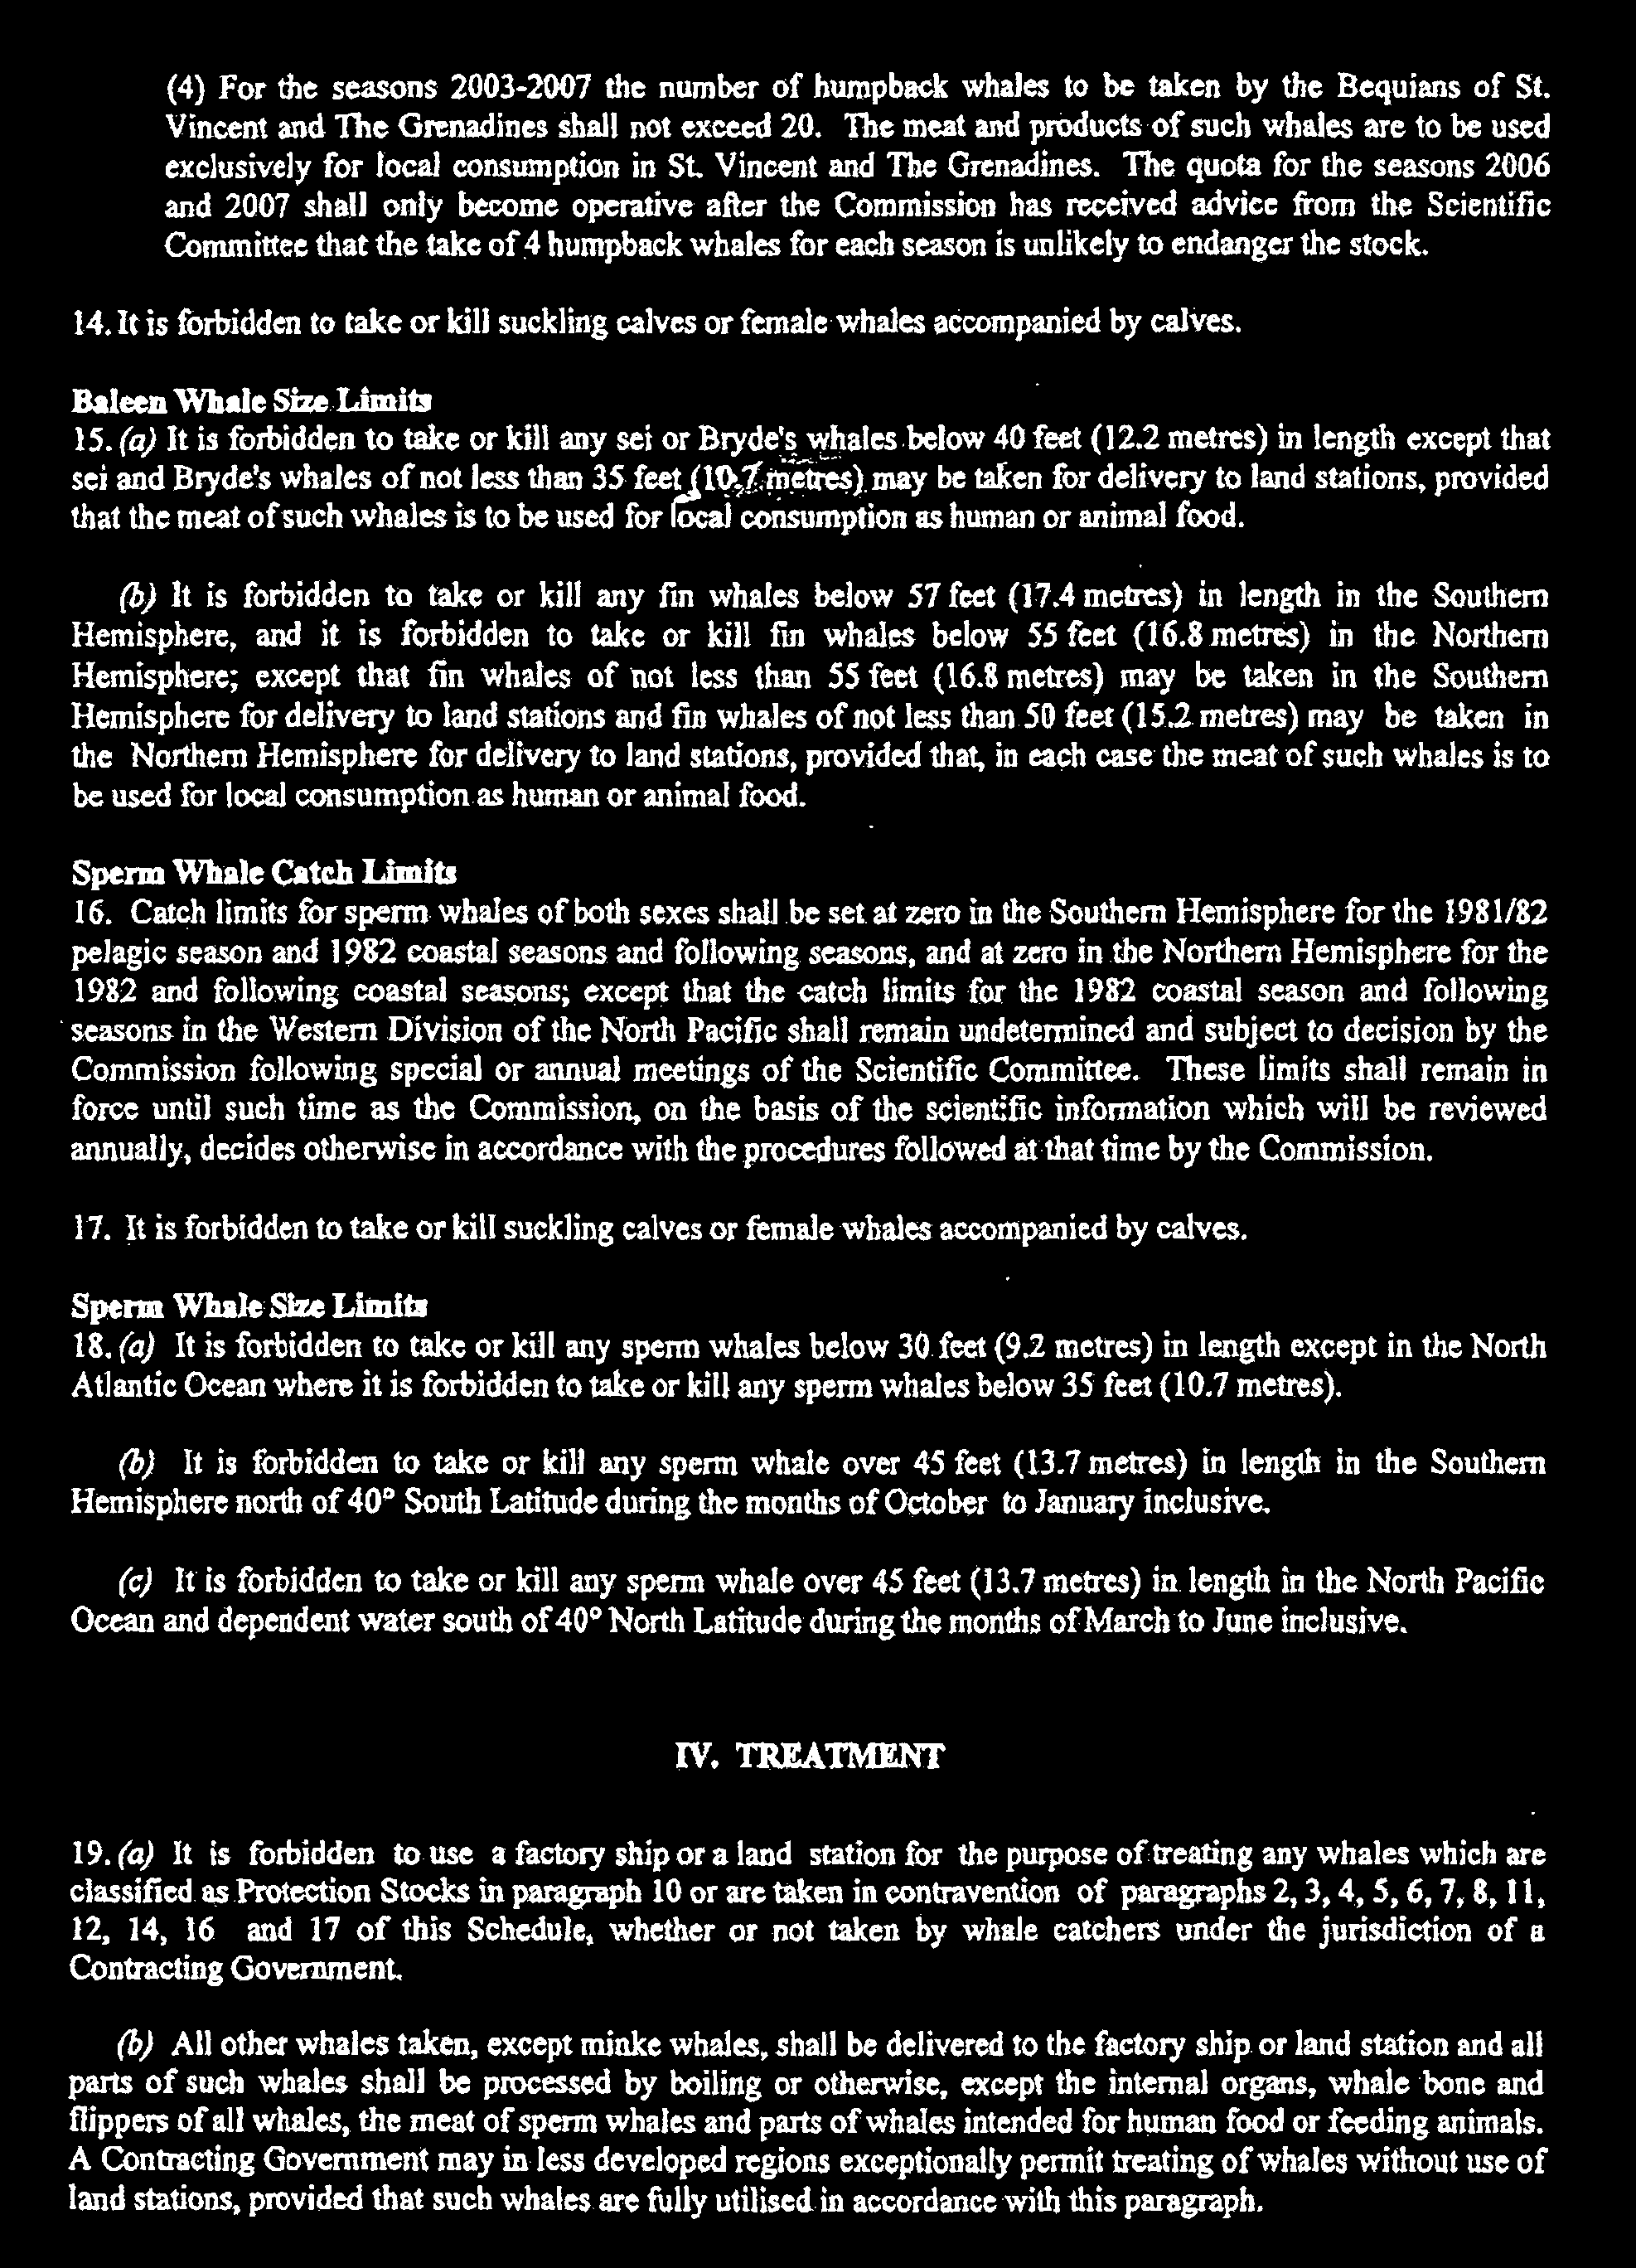 (4) For the seasons 2003-2007 the number of humpback whales to be taken by the Bequians of St.
Vincent and The Grenadines shall not exceed 20. The meat and products of such whales are to be used
exclusively for local consumption in St. Vincent and The Grenadines. The quota for the seasons 2006
and 2007 shall only become operative after the Commission has received advice from the Scientific
Committee that the take of 4 humpback whales for each season is unlikely to endanger the stock.
14. It is forbidden to take or kill suckling calves or female whales accompanied by calves.
Baleen Whale Size Limits
15. (a) It is forbidden to take or kill any sei or Bryde's whales below 40 feet (12.2 metres) in length except that
sei and Bryde's whales of not less than 35 feet (10.7 metres) may be taken for delivery to land stations, provided
that the meat of such whales is to be used for local consumption as human or animal food.
(b) It is forbidden to take or kill any fin whales below 57 feet (17.4 metres) in length in the Southern
Hemisphere, and it is forbidden to take or kill fin whales below 55 feet (16.8 metres) in the Northern
Hemisphere; except that fin whales of not less than 55 feet (16.8 metres) may be taken in the Southern
Hemisphere for delivery to land stations and fin whales of not less than 50 feet (15.2 metres) may be taken in
the Northern Hemisphere for delivery to land stations, provided that, in each case the meat of such whales is to
be used for local consumption as human or animal food.
Sperm Whale Catch Limits
16. Catch limits for sperm whales of both sexes shall be set at zero in the Southern Hemisphere for the 1981/82
pelagic season and 1982 coastal seasons and following seasons, and at zero in the Northern Hemisphere for the
1982 and following coastal seasons; except that the catch limits for the 1982 coastal season and following
seasons in the Western Division of the North Pacific shall remain undetermined and subject to decision by the
Commission following special or annual meetings of the Scientific Committee. These limits shall remain in
force until such time as the Commission, on the basis of the scientific information which will be reviewed
annually, decides otherwise in accordance with the procedures followed at that time by the Commission.
17. It is forbidden to take or kill suckling calves or female whales accompanied by calves.
Sperm Whale Size Limits
18. (a) It is forbidden to take or kill any sperm whales below 30 feet (9.2 metres) in length except in the North
Atlantic Ocean where it is forbidden to take or kill any sperm whales below 35 feet (10.7 metres).
(b) It is forbidden to take or kill any sperm whale over 45 feet (13.7 metres) in length in the Southern
Hemisphere north of 40° South Latitude during the months of October to January inclusive.
(c) It is forbidden to take or kill any sperm whale over 45 feet (13.7 metres) in length in the North Pacific
Ocean and dependent water south of 40° North Latitude during the months of March to June inclusive.
IV. TREATMENT
19. (a) It is forbidden to use a factory ship or a land station for the purpose of treating any whales which are
classified as Protection Stocks in paragraph 10 or are taken in contravention of paragraphs 2, 3, 4, 5, 6, 7, 8, 11,
12, 14, 16 and 17 of this Schedule, whether or not taken by whale catchers under the jurisdiction of a
Contracting Government.
(b) All other whales taken, except minke whales, shall be delivered to the factory ship or land station and all
parts of such whales shall be processed by boiling or otherwise, except the internal organs, whale bone and
flippers of all whales, the meat of sperm whales and parts of whales intended for human food or feeding animals.
A Contracting Government may in less developed regions exceptionally permit treating of whales without use of
land stations, provided that such whales are fully utilised in accordance with this paragraph.